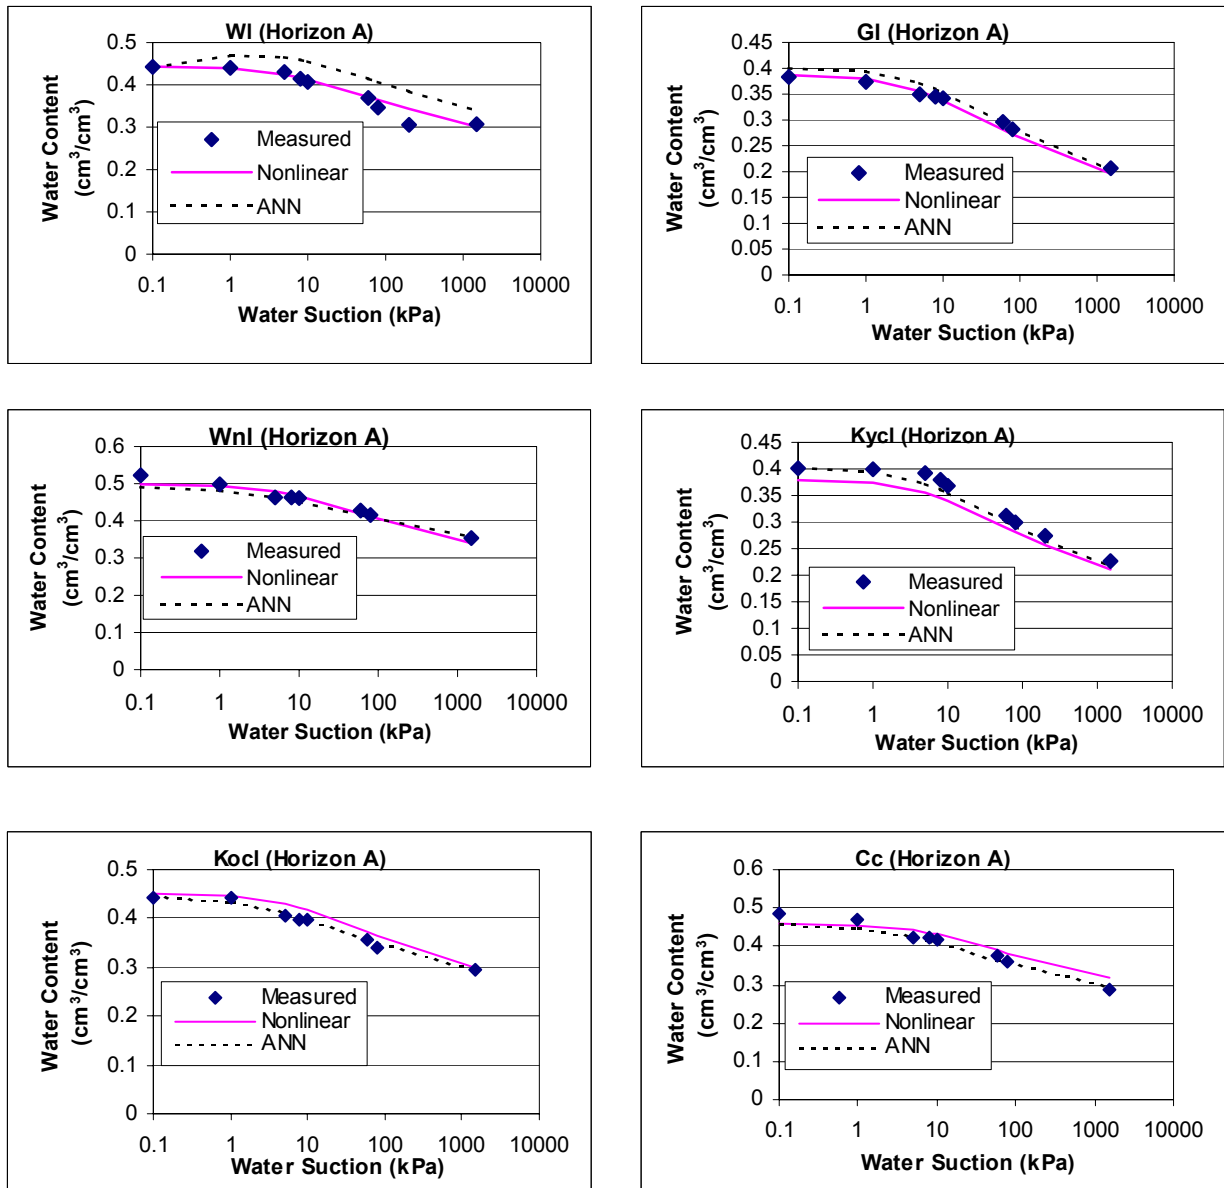 Wl (Horizon A)
0.5
0.4
0.3
0.2
0.1
0
Water Content
(cm³/cm³)
Measured
Nonlinear
ANN
0.1 1 10 100 1000 10000
Water Suction (kPa)
Gl (Horizon A)
0.45
0.4
0.35
0.3
0.25
0.2
0.15
0.1
0.05
0
Water Content
(cm³/cm³)
Measured
Nonlinear
ANN
0.1 1 10 100 1000 10000
Water Suction (kPa)
Wnl (Horizon A)
0.6
0.5
0.4
0.3
0.2
0.1
0
Water Content
(cm³/cm³)
Measured
Nonlinear
ANN
0.1 1 10 100 1000 10000
Water Suction (kPa)
Kycl (Horizon A)
0.45
0.4
0.35
0.3
0.25
0.2
0.15
0.1
0.05
0
Water Content
(cm³/cm³)
Measured
Nonlinear
ANN
0.1 1 10 100 1000 10000
Water Suction (kPa)
Kocl (Horizon A)
0.5
0.4
0.3
0.2
0.1
0
Water Content
(cm³/cm³)
Measured
Nonlinear
ANN
0.1 1 10 100 1000 10000
Water Suction (kPa)
Cc (Horizon A)
0.6
0.5
0.4
0.3
0.2
0.1
0
Water Content
(cm³/cm³)
Measured
Nonlinear
ANN
0.1 1 10 100 1000 10000
Water Suction (kPa)